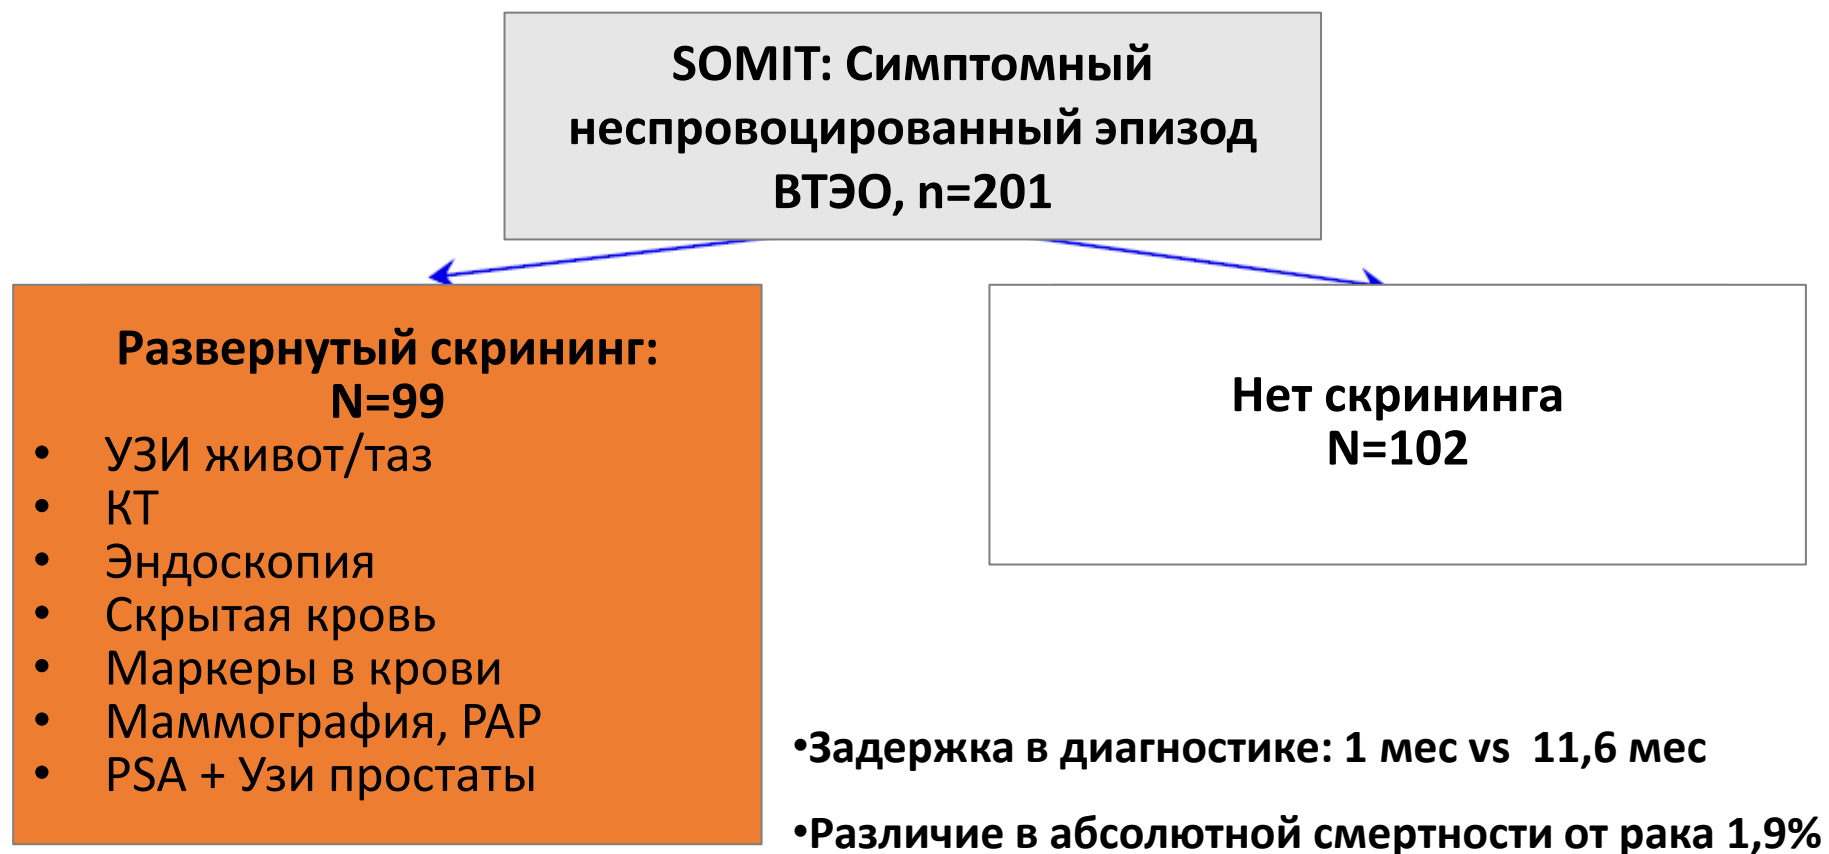 SOMIT: Симптомный
неспровоцированный эпизод
ВТЭО, n=201
Развернутый скрининг:
N=99
• УЗИ живот/таз
• КТ
• Эндоскопия
• Скрытая кровь
• Маркеры в крови
• Маммография, PAP
• PSA + Узи простаты
Нет скрининга
N=102
•Задержка в диагностике: 1 мес vs 11,6 мес
•Различие в абсолютной смертности от рака 1,9%